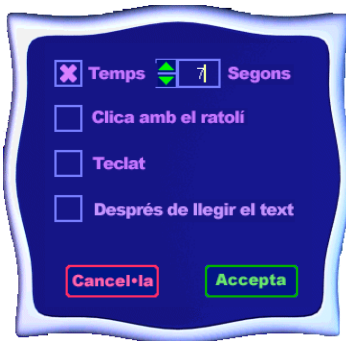 Temps 7 Segons
Clica amb el ratolí
Teclat
Després de llegir el text
Cancel•la Accepta